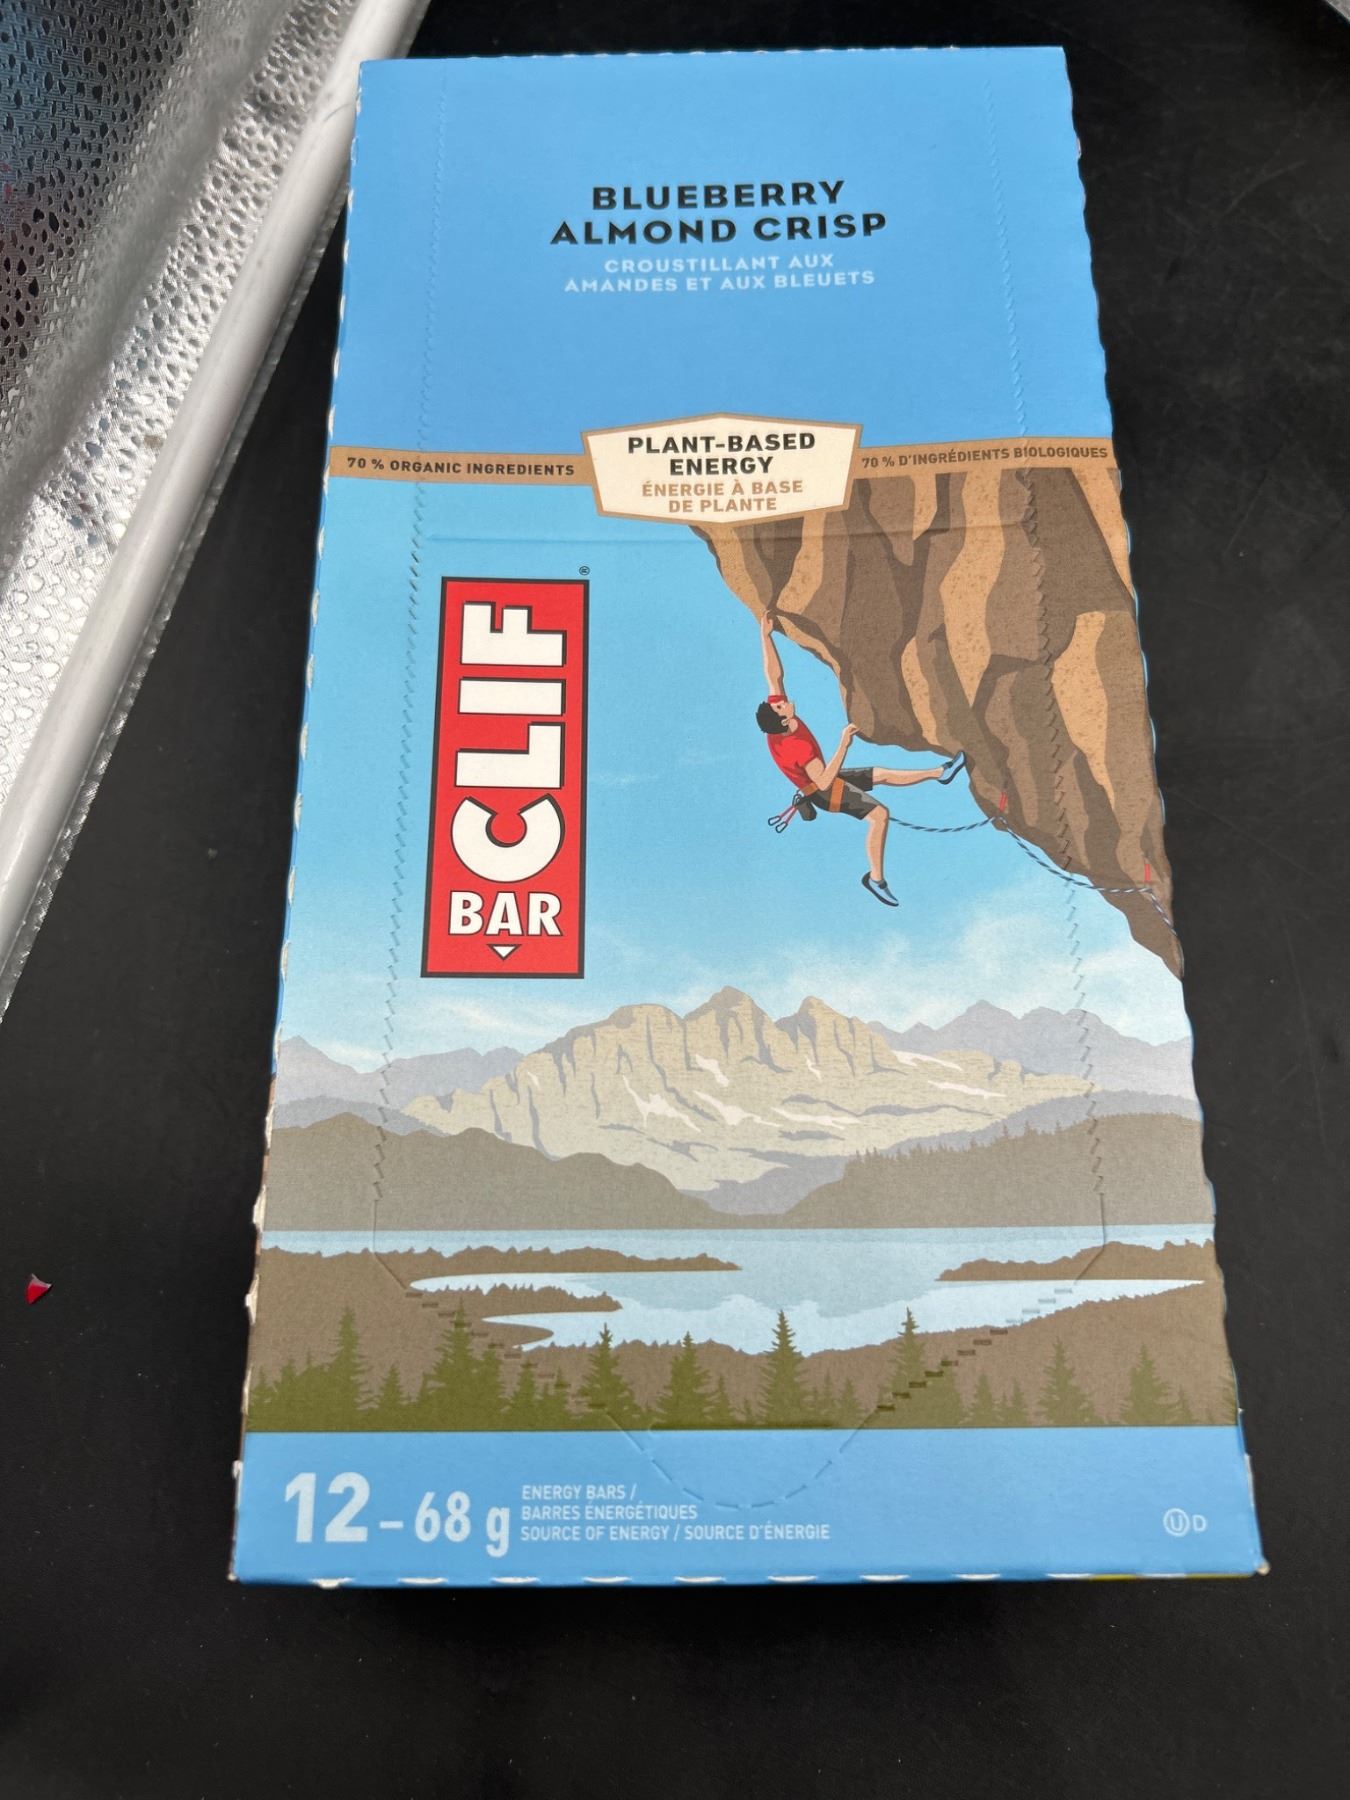 BLUEBERRY
ALMOND CRISP
CROUSTILLANT AUX
AMANDES ET AUX BLEUETS
70 % ORGANIC INGREDIENTS
PLANT-BASED
ENERGY
ÉNERGIE À BASE
DE PLANTE
70 % D'INGRÉDIENTS BIOLOGIQUES
CLIF®
BAR
12-68 g
ENERGY BARS /
BARRES ÉNERGÉTIQUES
SOURCE OF ENERGY / SOURCE D'ÉNERGIE
Ⓤ D